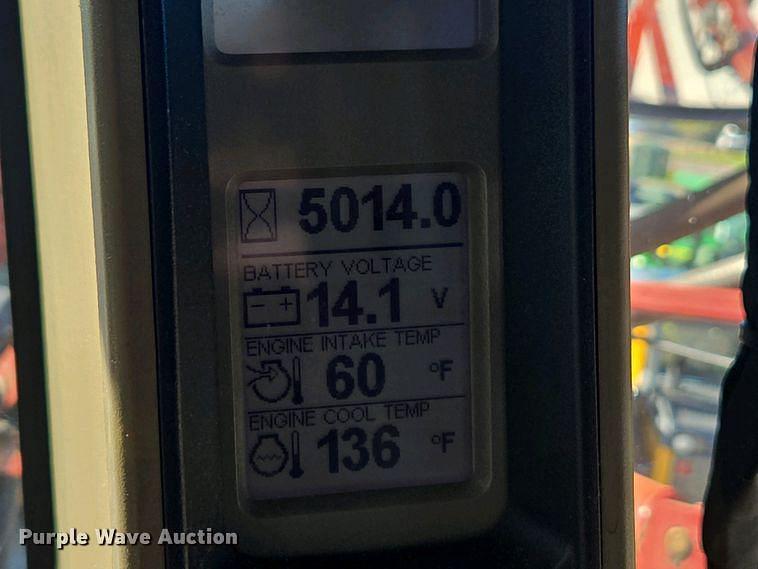 5014.0
BATTERY VOLTAGE
- + 14.1 V
ENGINE INTAKE TEMP
60 °F
ENGINE COOL TEMP
136 °F
Purple Wave Auction